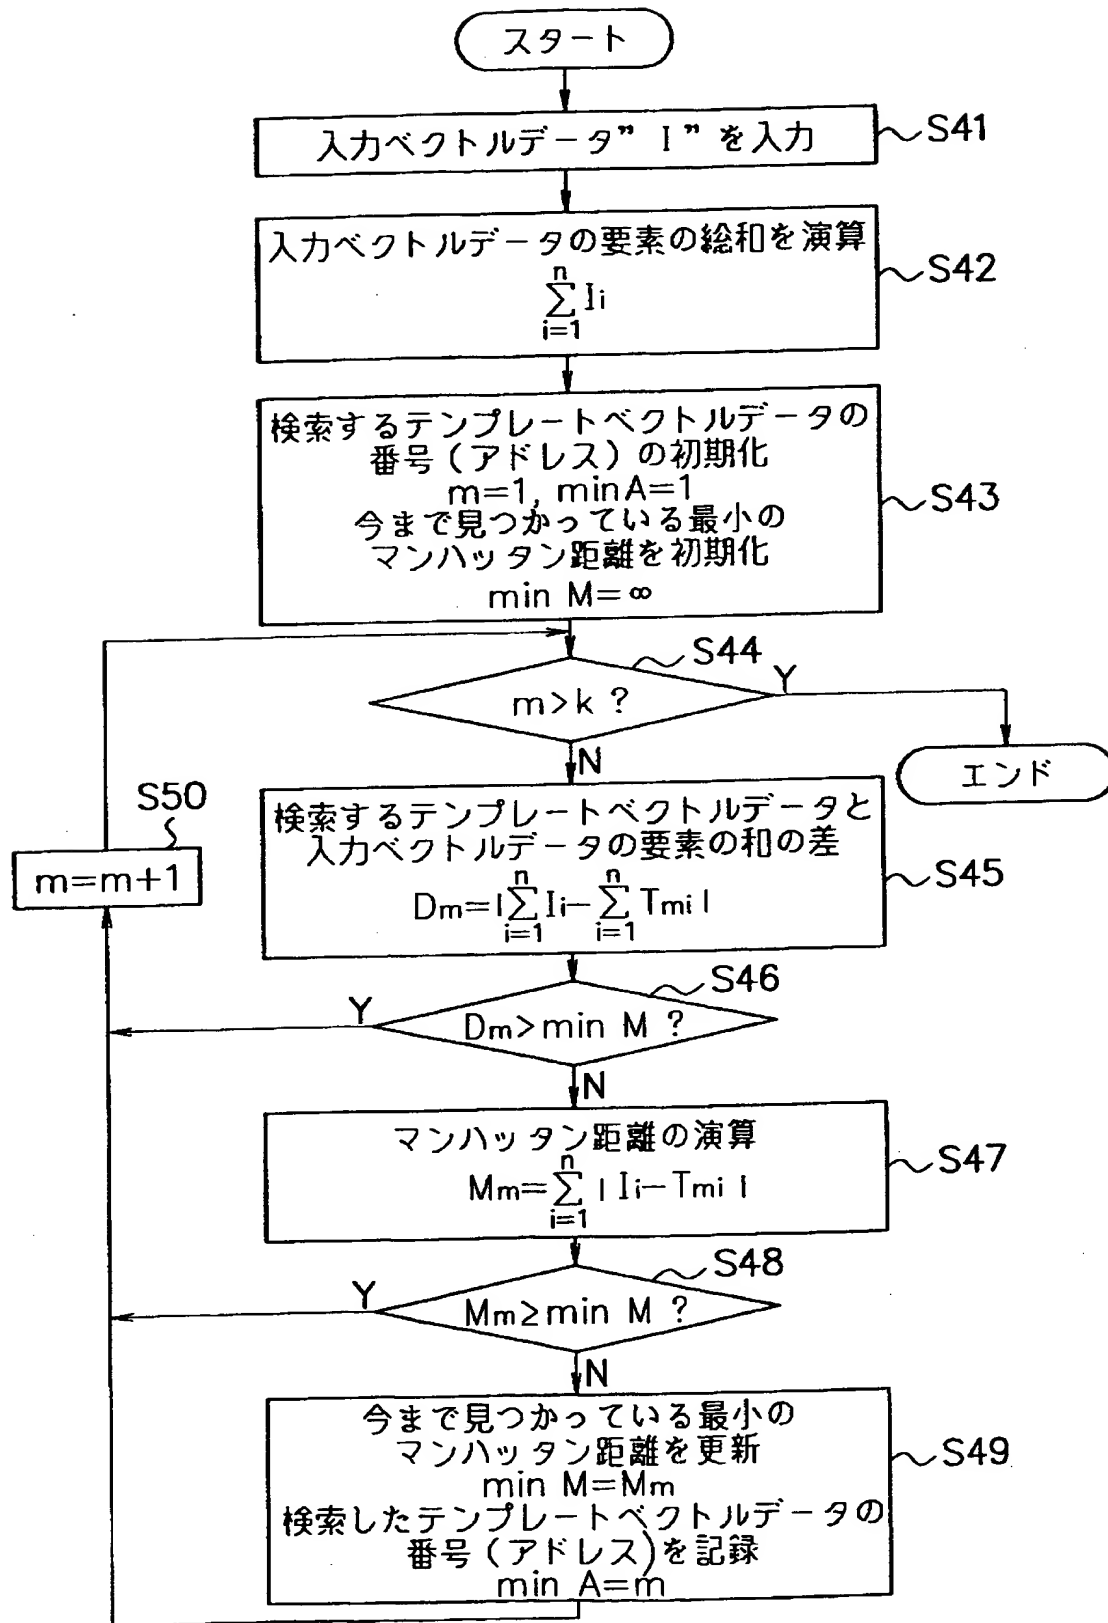 スタート
入力ベクトルデータ” I ” を入力
S41
入力ベクトルデータの要素の総和を演算
n
∑ Ii
i=1
S42
検索するテンプレートベクトルデータの
番号 (アドレス) の初期化
m=1, minA=1
今まで見つかっている最小の
マンハッタン距離を初期化
min M=∞
S43
S44
m>k ?
Y
N
エンド
S50
m=m+1
検索するテンプレートベクトルデータと
入力ベクトルデータの要素の和の差
n n
Dm=|∑ Ii-∑ Tmi|
i=1 i=1
S45
S46
Y
Dm>min M ?
N
マンハッタン距離の演算
n
Mm=∑ | Ii-Tmi |
i=1
S47
S48
Y
Mm≥min M ?
N
今まで見つかっている最小の
マンハッタン距離を更新
min M=Mm
検索したテンプレートベクトルデータの
番号 (アドレス)を記録
min A=m
S49